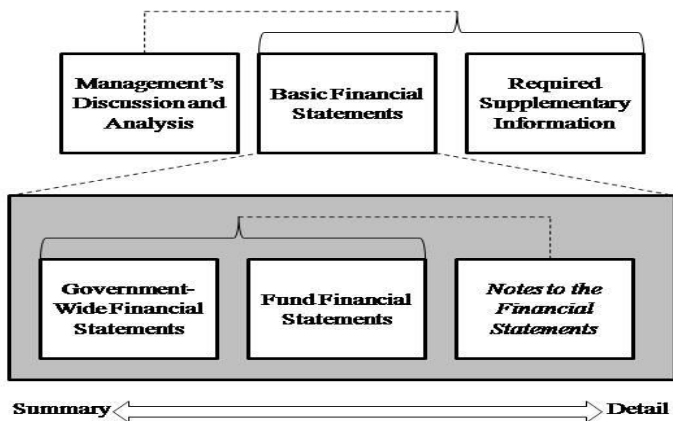 Management's
Discussion and
Analysis
Basic Financial
Statements
Required
Supplementary
Information
Government-
Wide Financial
Statements
Fund Financial
Statements
Notes to the
Financial
Statements
Summary
Detail